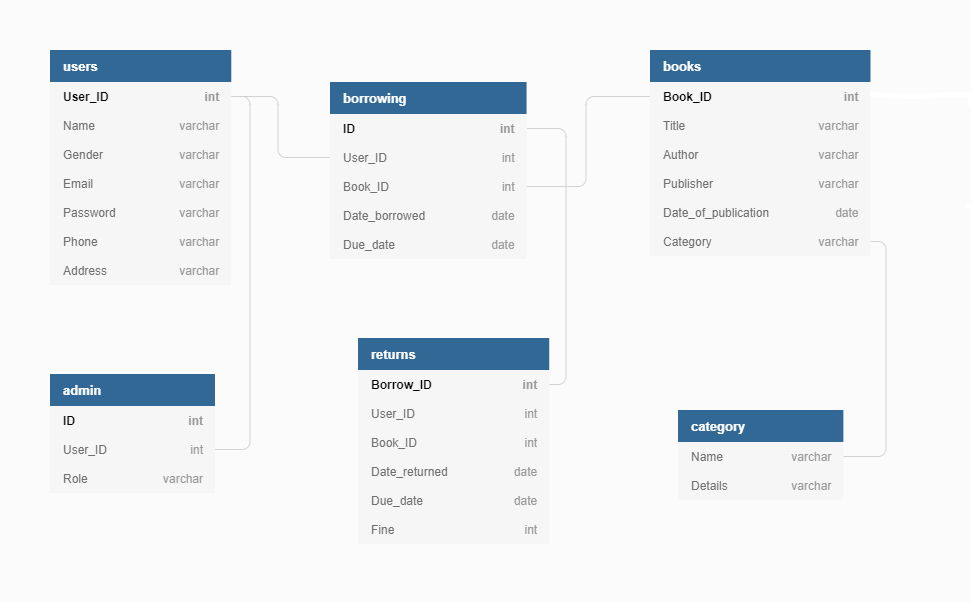 users
User_ID int
Name varchar
Gender varchar
Email varchar
Password varchar
Phone varchar
Address varchar
borrowing
ID int
User_ID int
Book_ID int
Date_borrowed date
Due_date date
books
Book_ID int
Title varchar
Author varchar
Publisher varchar
Date_of_publication date
Category varchar
admin
ID int
User_ID int
Role varchar
returns
Borrow_ID int
User_ID int
Book_ID int
Date_returned date
Due_date date
Fine int
category
Name varchar
Details varchar